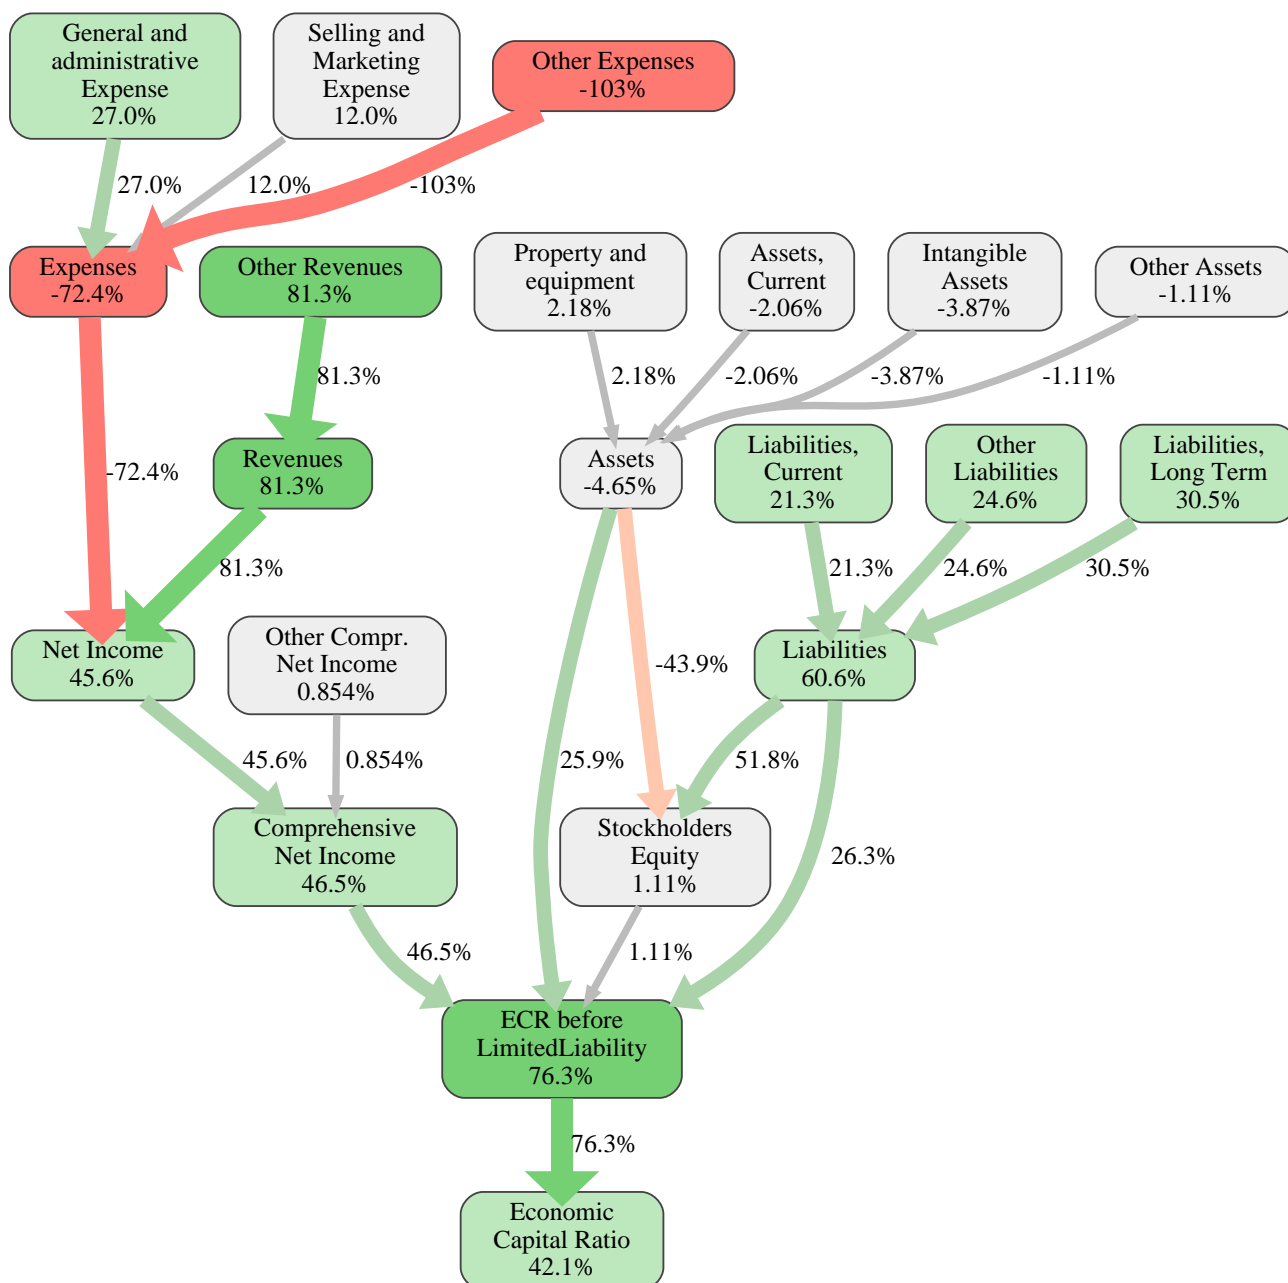 General and
administrative
Expense
27.0%
Selling and
Marketing
Expense
12.0%
Other Expenses
-103%
27.0%
12.0%
-103%
Expenses
-72.4%
Other Revenues
81.3%
Property and
equipment
2.18%
Assets,
Current
-2.06%
Intangible
Assets
-3.87%
Other Assets
-1.11%
81.3%
2.18%
-2.06%
-3.87%
-1.11%
-72.4%
Revenues
81.3%
Assets
-4.65%
Liabilities,
Current
21.3%
Other
Liabilities
24.6%
Liabilities,
Long Term
30.5%
81.3%
21.3%
24.6%
30.5%
Net Income
45.6%
Other Compr.
Net Income
0.854%
-43.9%
Liabilities
60.6%
45.6%
0.854%
25.9%
51.8%
Comprehensive
Net Income
46.5%
Stockholders
Equity
1.11%
26.3%
46.5%
1.11%
ECR before
LimitedLiability
76.3%
76.3%
Economic
Capital Ratio
42.1%